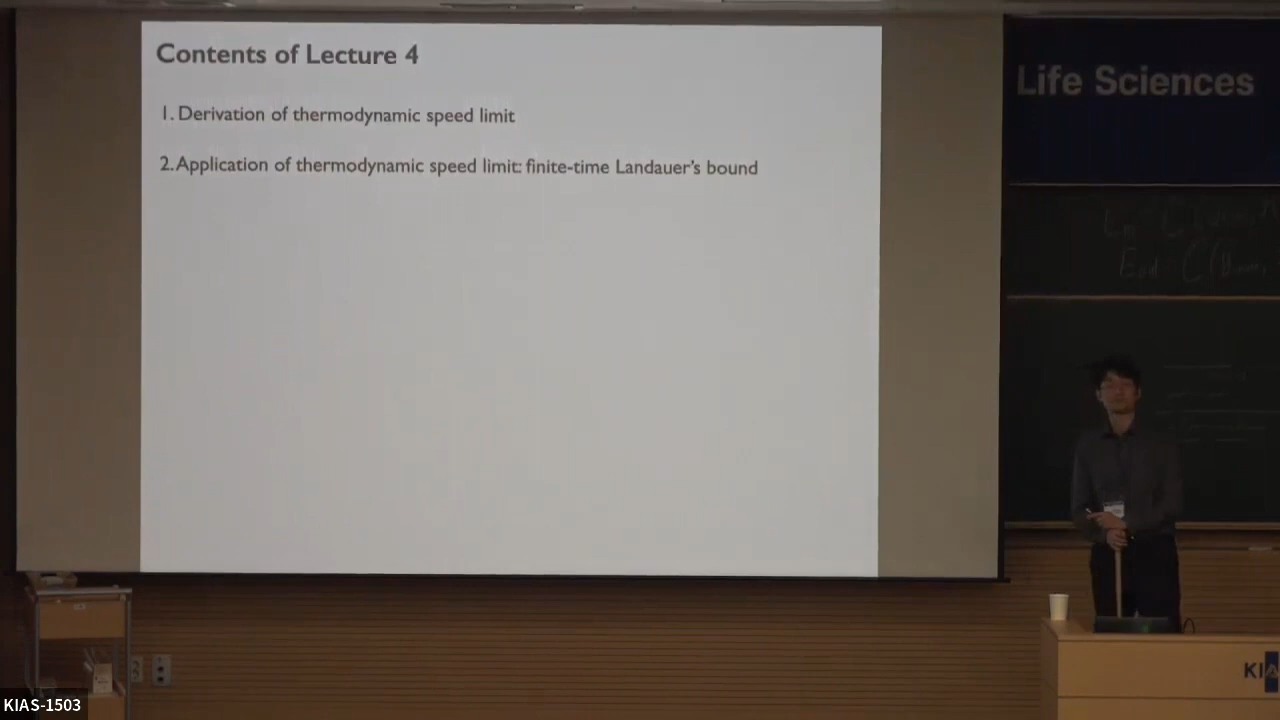 Contents of Lecture 4
1. Derivation of thermodynamic speed limit
2. Application of thermodynamic speed limit: finite-time Landauer's bound
Life Sciences
KIAS-1503